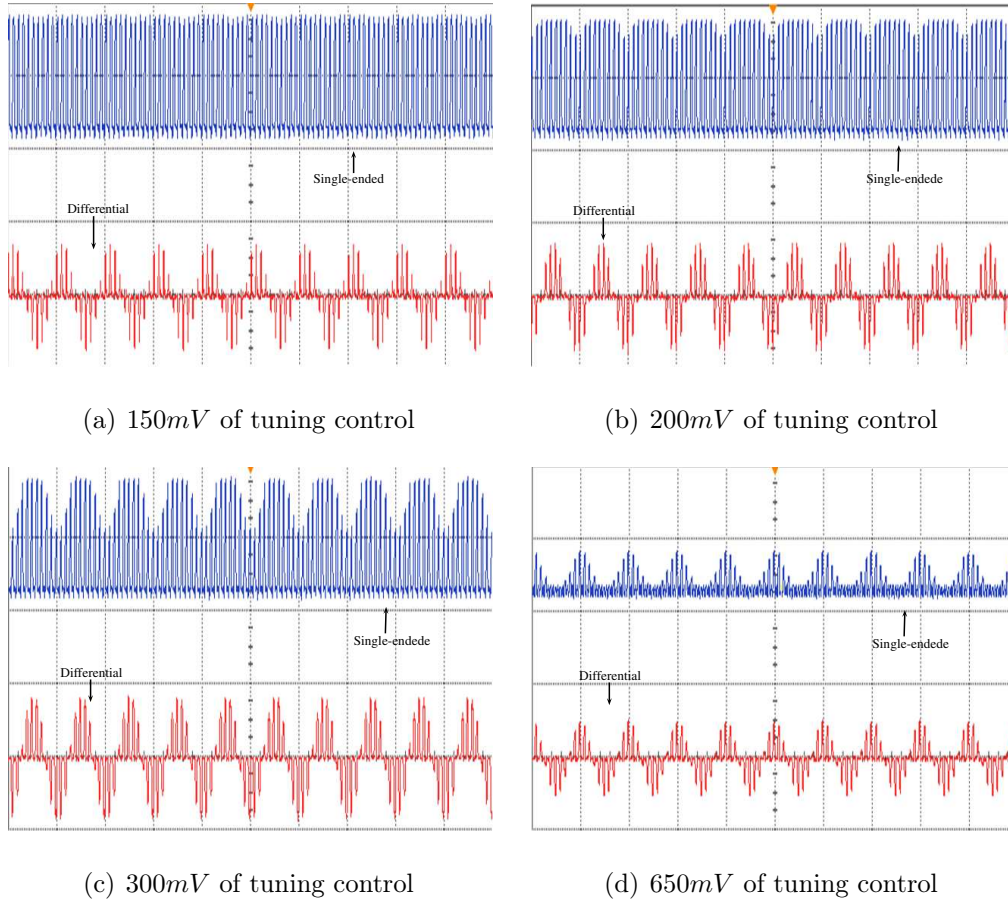 Single-ended
Differential
Single-endede
Differential
(a) 150mV of tuning control
(b) 200mV of tuning control
Single-endede
Differential
Single-endede
Differential
(c) 300mV of tuning control
(d) 650mV of tuning control